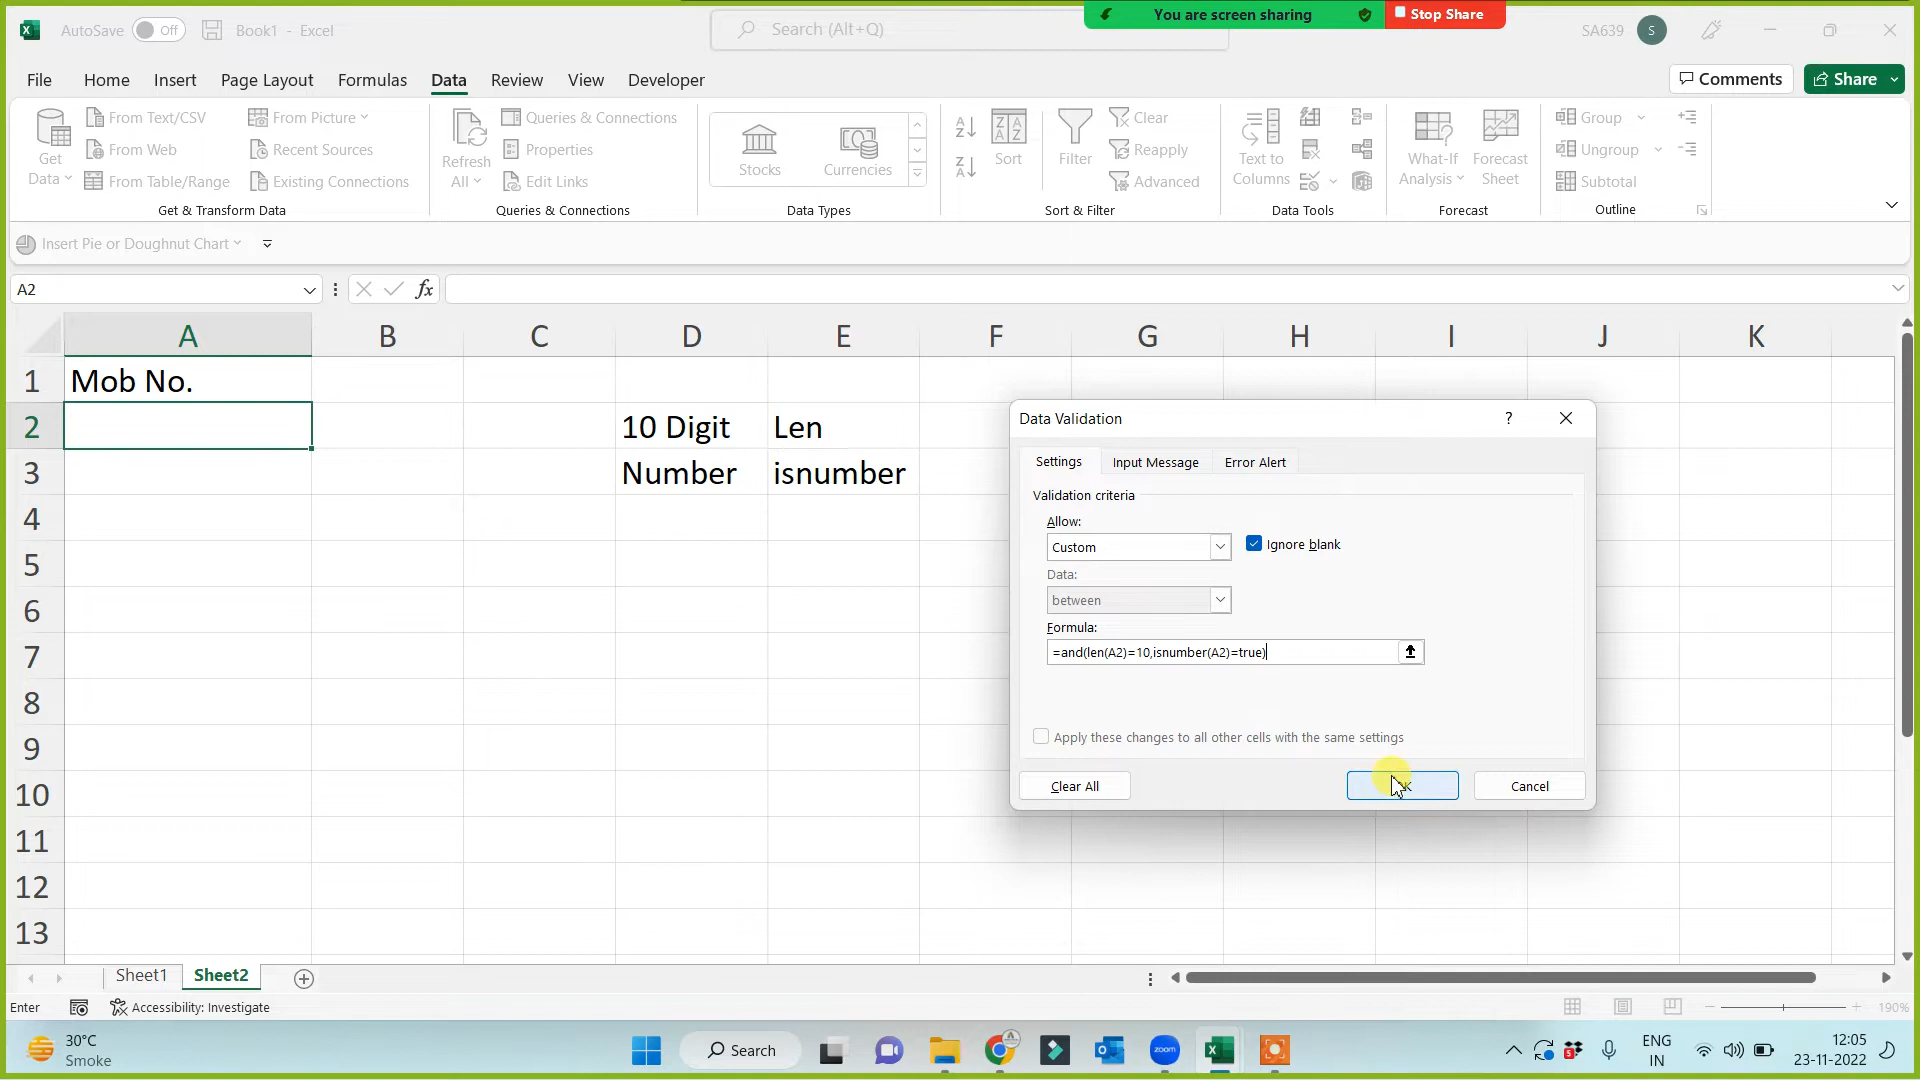 You are screen sharing
Stop Share
AutoSave Off Book1 - Excel
Search (Alt+Q)
SA639 S
File Home Insert Page Layout Formulas Data Review View Developer
Comments Share
Get Data
From Text/CSV
From Web
From Table/Range
From Picture
Recent Sources
Existing Connections
Get & Transform Data
Refresh All
Queries & Connections
Properties
Edit Links
Queries & Connections
Stocks Currencies
Data Types
Sort
Filter
Clear
Reapply
Advanced
Sort & Filter
Text to Columns
Data Tools
What-If Analysis
Forecast Sheet
Forecast
Group
Ungroup
Subtotal
Outline
Insert Pie or Doughnut Chart
A2 fx
A B C D E F G H I J K
1 Mob No.
2 10 Digit Len
3 Number isnumber
4
5
6
7
8
9
10
11
12
13
Data Validation ?
Settings Input Message Error Alert
Validation criteria
Allow:
Custom Ignore blank
Data:
between
Formula:
=and(len(A2)=10,isnumber(A2)=true)
Apply these changes to all other cells with the same settings
Clear All Cancel
Sheet1 Sheet2
Enter Accessibility: Investigate 190%
30°C
Smoke
Search
zoom
ENG
IN
12:05
23-11-2022